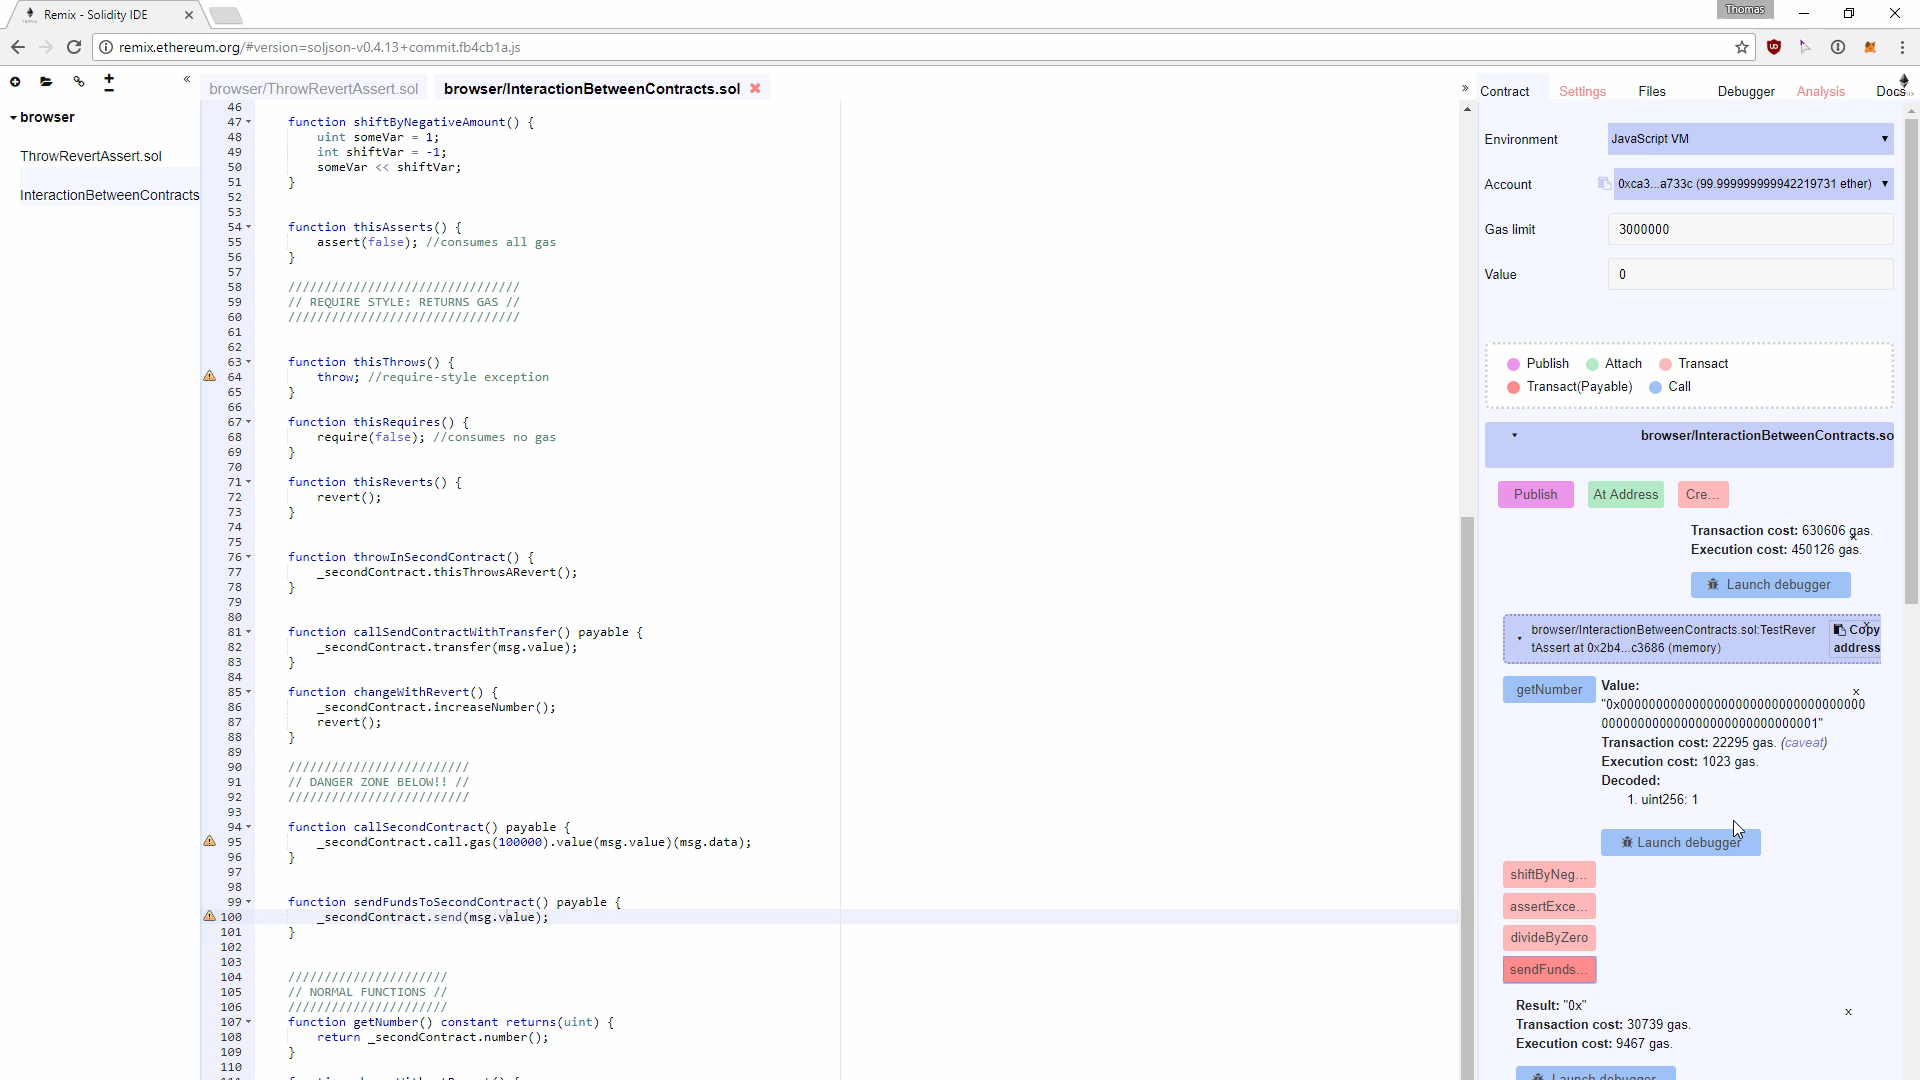 Remix - Solidity IDE
Thomas
remix.ethereum.org/#version=soljson-v0.4.13+commit.fb4cb1a.js
browser/ThrowRevertAssert.sol
browser/InteractionBetweenContracts.sol
Contract
Settings
Files
Debugger
Analysis
Docs
browser
ThrowRevertAssert.sol
InteractionBetweenContracts
46
47 function shiftByNegativeAmount() {
48 uint someVar = 1;
49 int shiftVar = -1;
50 someVar << shiftVar;
51 }
52
53
54 function thisAsserts() {
55 assert(false); //consumes all gas
56 }
57
58 ////////////////////////////////
59 // REQUIRE STYLE: RETURNS GAS //
60 ////////////////////////////////
61
62
63 function thisThrows() {
64 throw; //require-style exception
65 }
66
67 function thisRequires() {
68 require(false); //consumes no gas
69 }
70
71 function thisReverts() {
72 revert();
73 }
74
75
76 function throwInSecondContract() {
77 _secondContract.thisThrowsARevert();
78 }
79
80
81 function callSendContractWithTransfer() payable {
82 _secondContract.transfer(msg.value);
83 }
84
85 function changeWithRevert() {
86 _secondContract.increaseNumber();
87 revert();
88 }
89
90 /////////////////////////
91 // DANGER ZONE BELOW!! //
92 /////////////////////////
93
94 function callSecondContract() payable {
95 _secondContract.call.gas(100000).value(msg.value)(msg.data);
96 }
97
98
99 function sendFundsToSecondContract() payable {
100 _secondContract.send(msg.value);
101 }
102
103
104 //////////////////////
105 // NORMAL FUNCTIONS //
106 //////////////////////
107 function getNumber() constant returns(uint) {
108 return _secondContract.number();
109 }
110
Environment
JavaScript VM
Account
0xca3...a733c (99.999999999942219731 ether)
Gas limit
3000000
Value
0
Publish Attach Transact
Transact(Payable) Call
browser/InteractionBetweenContracts.so
Publish
At Address
Cre...
Transaction cost: 630606 gas.
Execution cost: 450126 gas.
Launch debugger
browser/InteractionBetweenContracts.sol:TestRever
tAssert at 0x2b4...c3686 (memory)
Copy
address
getNumber
Value:
"0x00000000000000000000000000000000000
00000000000000000000000000001"
Transaction cost: 22295 gas. (caveat)
Execution cost: 1023 gas.
Decoded:
1. uint256: 1
Launch debugger
shiftByNeg...
assertExce...
divideByZero
sendFunds...
Result: "0x"
Transaction cost: 30739 gas.
Execution cost: 9467 gas.
Launch debugger